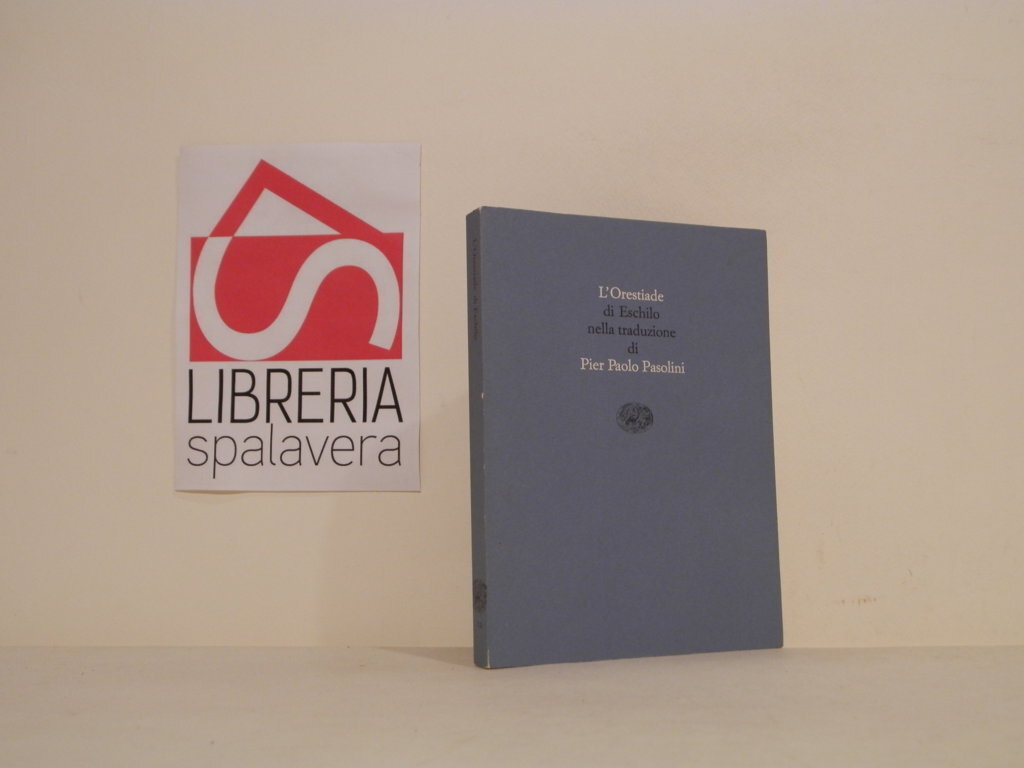 LIBRERIA
spalavera
L'Orestiade
di Eschilo
nella traduzione
di
Pier Paolo Pasolini